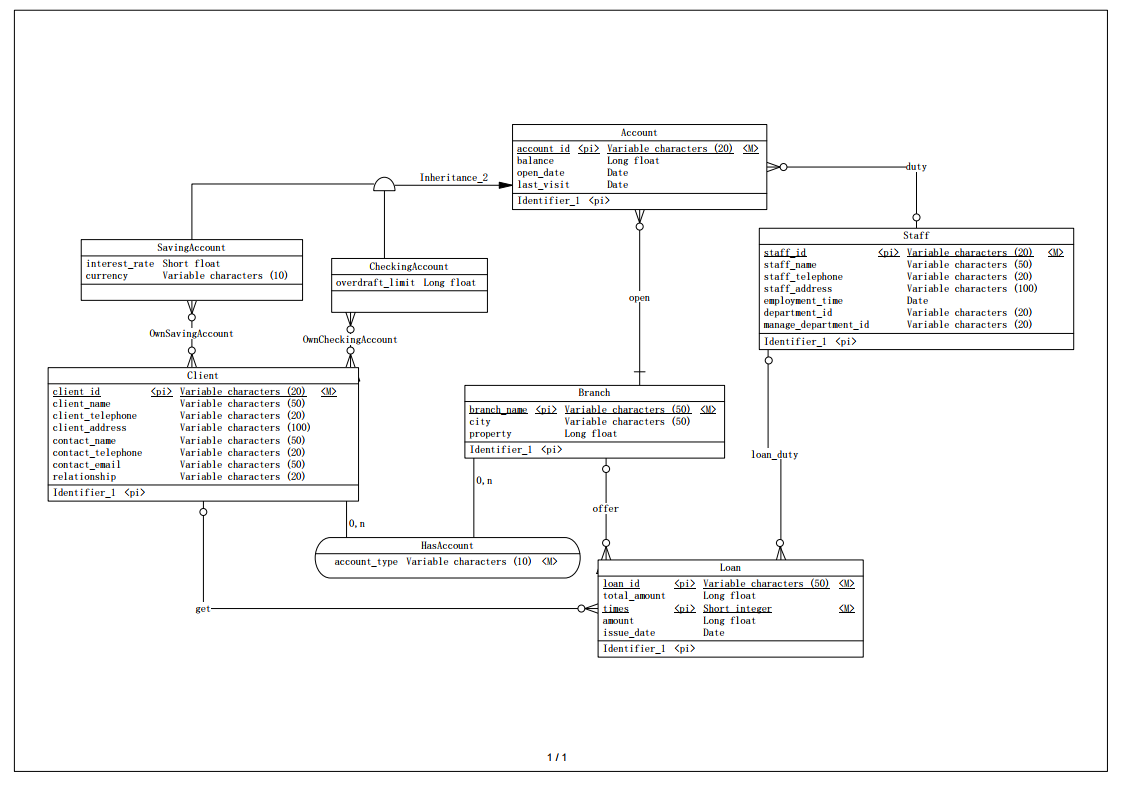 Account
account_id <pi> Variable characters (20) <M>
balance Long float
open_date Date
last_visit Date
Identifier_1 <pi>
duty
Inheritance_2
Staff
staff_id <pi> Variable characters (20) <M>
staff_name Variable characters (50)
staff_telephone Variable characters (20)
staff_address Variable characters (100)
employment_time Date
department_id Variable characters (20)
manage_department_id Variable characters (20)
Identifier_1 <pi>
SavingAccount
interest_rate Short float
currency Variable characters (10)
CheckingAccount
overdraft_limit Long float
open
OwnSavingAccount
OwnCheckingAccount
Client
client_id <pi> Variable characters (20) <M>
client_name Variable characters (50)
client_telephone Variable characters (20)
client_address Variable characters (100)
contact_name Variable characters (50)
contact_telephone Variable characters (20)
contact_email Variable characters (50)
relationship Variable characters (20)
Identifier_1 <pi>
Branch
branch_name <pi> Variable characters (50) <M>
city Variable characters (50)
property Long float
Identifier_1 <pi>
loan_duty
0,n
offer
0,n
HasAccount
account_type Variable characters (10) <M>
Loan
loan_id <pi> Variable characters (50) <M>
total_amount Long float
times <pi> Short integer <M>
amount Long float
issue_date Date
Identifier_1 <pi>
get
1 / 1